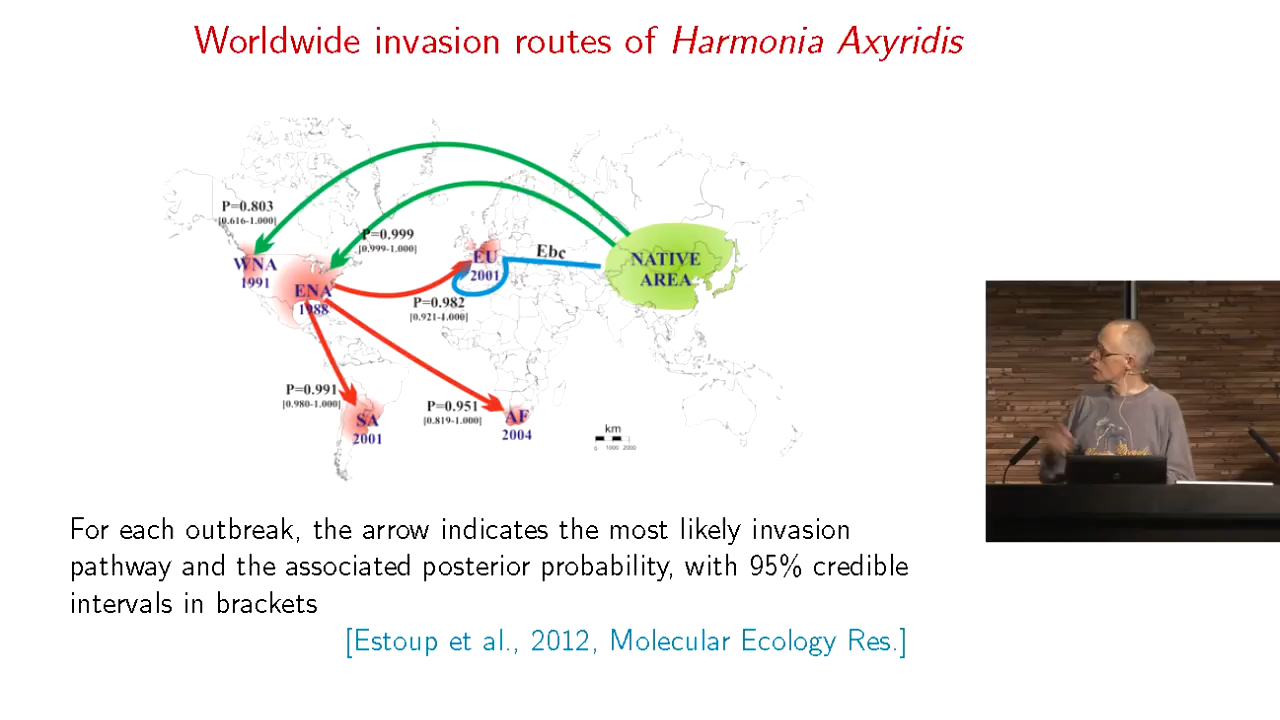 Worldwide invasion routes of Harmonia Axyridis
P=0.803
[0.616-1.000]
P=0.999
[0.999-1.000]
WNA
1991
ENA
1988
EU
2001
Ebc
NATIVE
AREA
P=0.982
[0.921-1.000]
P=0.991
[0.980-1.000]
P=0.951
[0.819-1.000]
SA
2001
AF
2004
km
0 1000 2000
For each outbreak, the arrow indicates the most likely invasion
pathway and the associated posterior probability, with 95% credible
intervals in brackets
[Estoup et al., 2012, Molecular Ecology Res.]